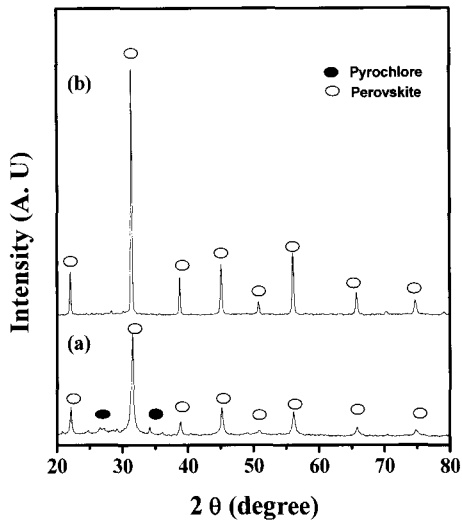 (b)
Pyrochlore
Perovskite
Intensity (A. U)
(a)
20 30 40 50 60 70 80
2 θ (degree)